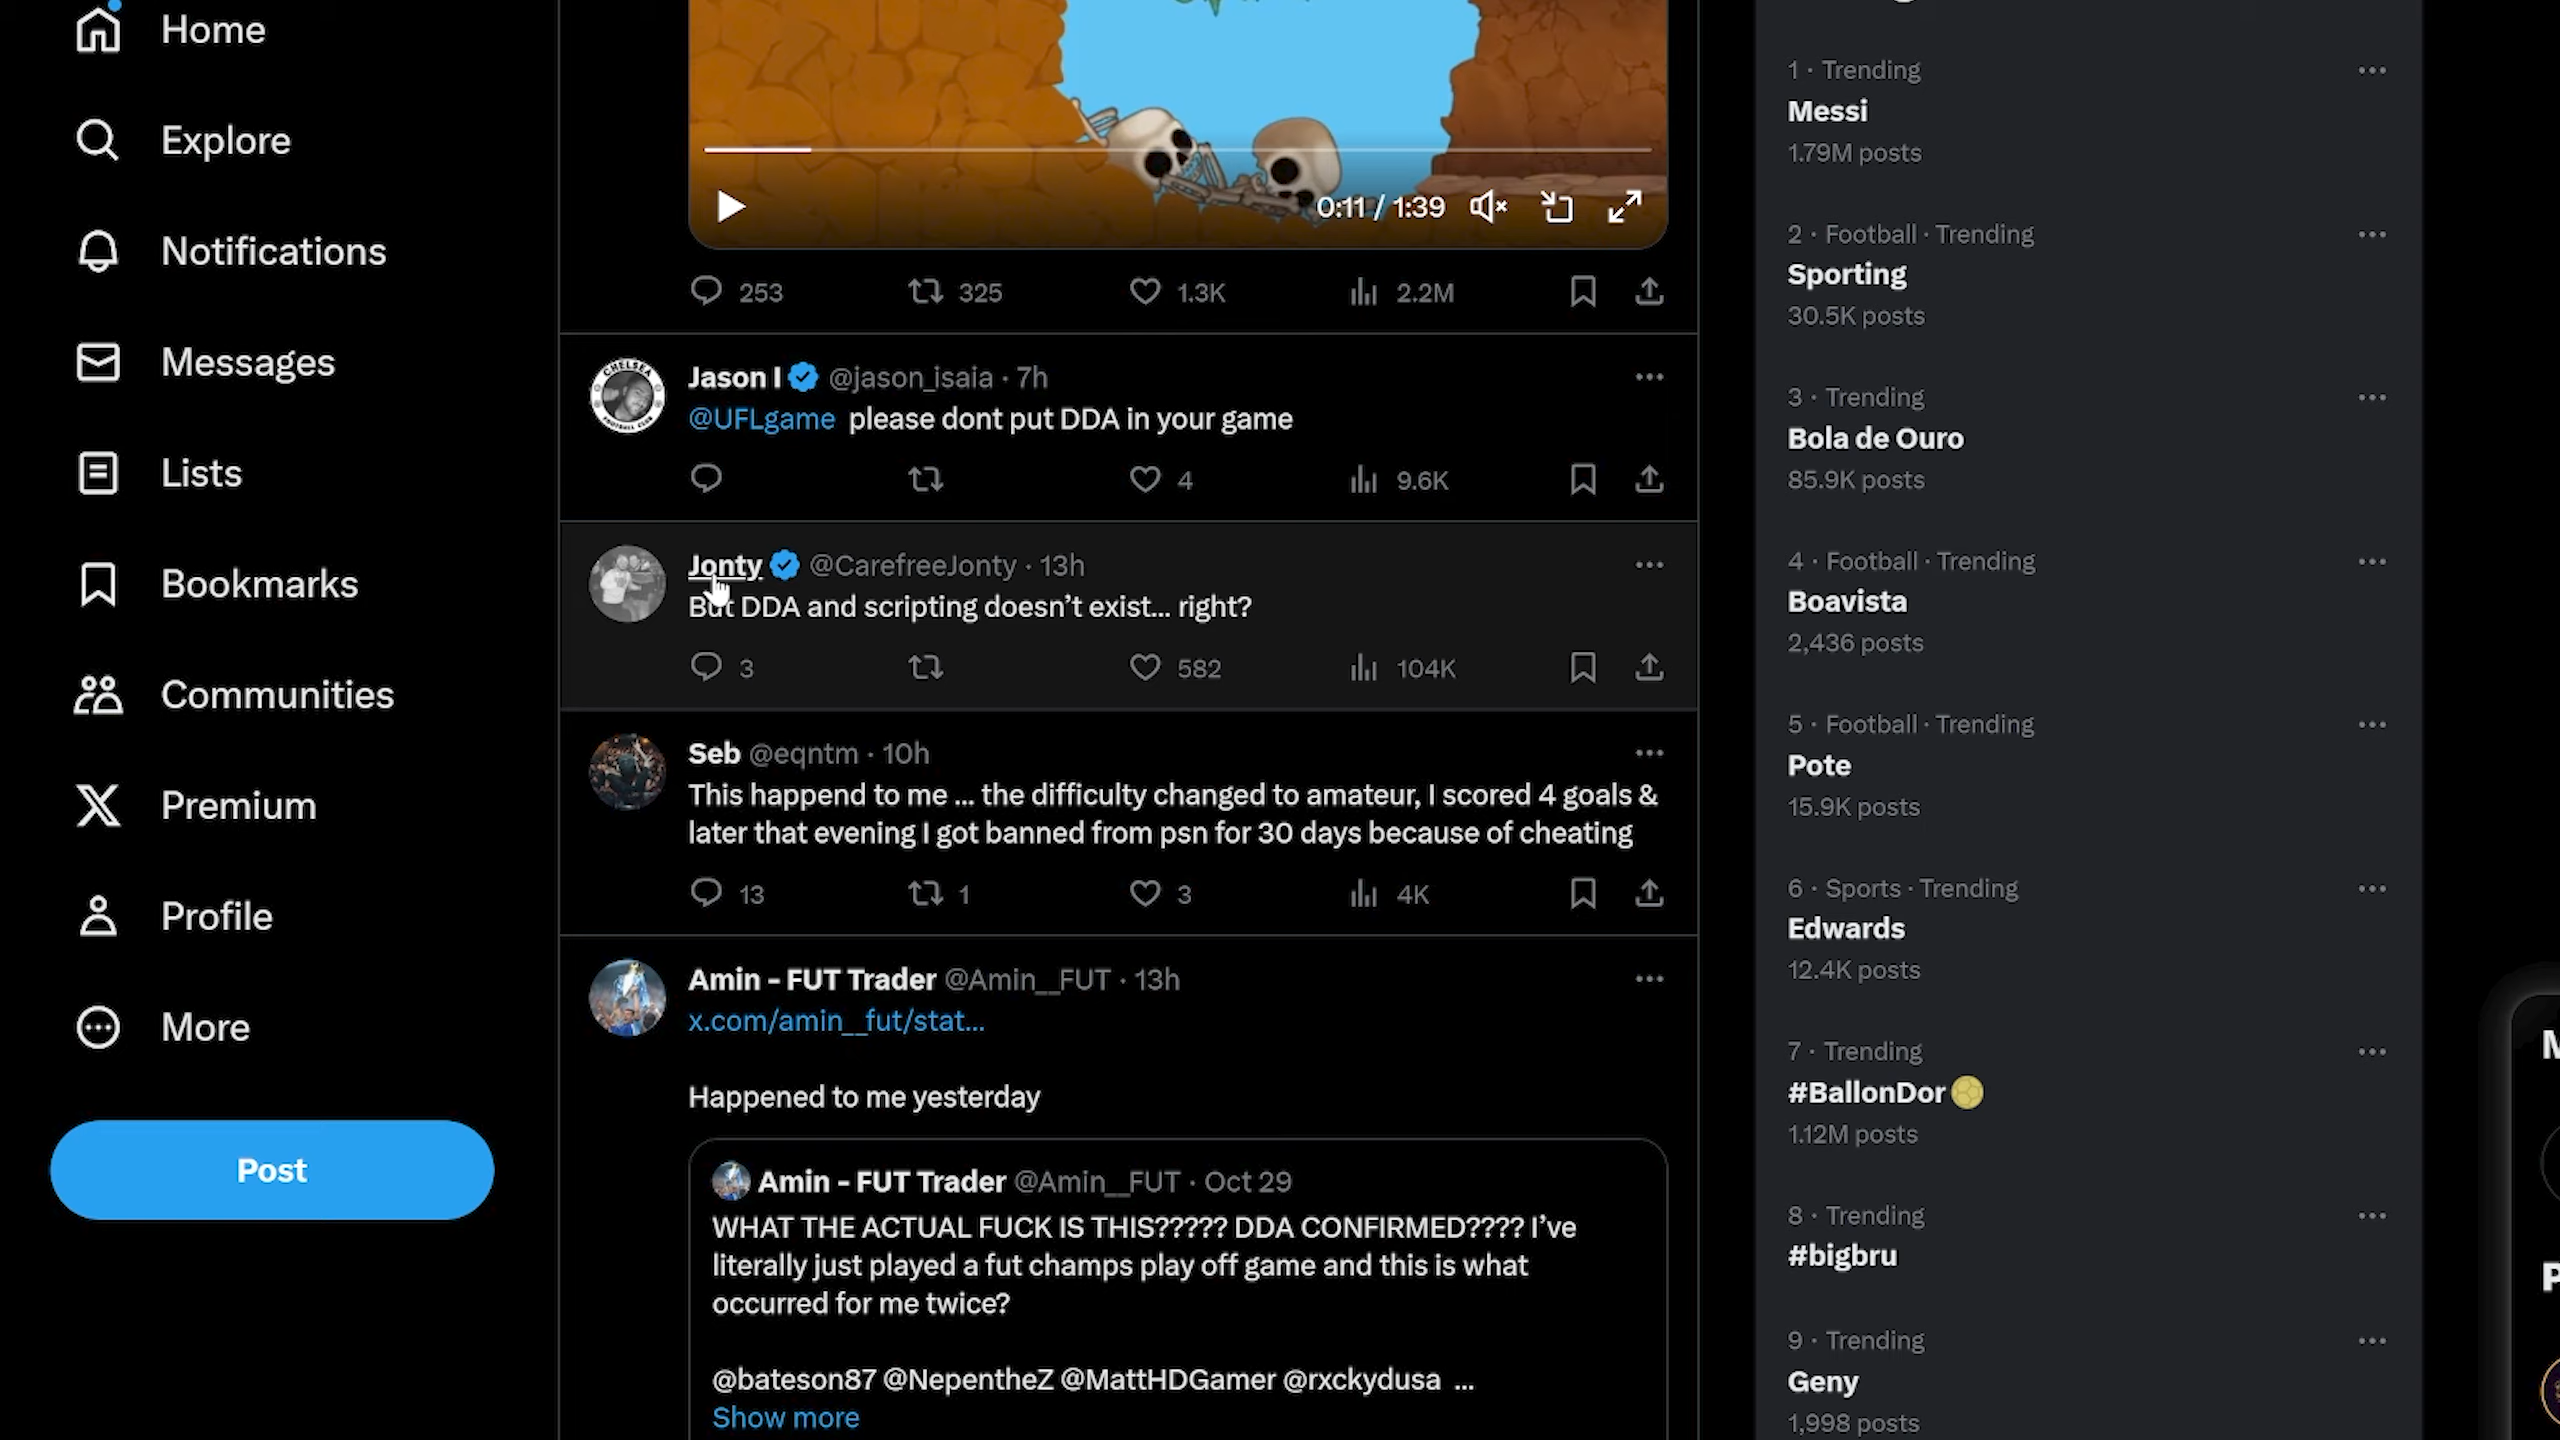 Home
Explore
Notifications
Messages
Lists
Bookmarks
Communities
Premium
Profile
More
Post
0:11 / 1:39
253 325 1.3K 2.2M
Jason I @jason_isaia · 7h
@UFLgame please dont put DDA in your game
4 9.6K
Jonty @CarefreeJonty · 13h
But DDA and scripting doesn't exist... right?
3 582 104K
Seb @eqntm · 10h
This happend to me ... the difficulty changed to amateur, I scored 4 goals &
later that evening I got banned from psn for 30 days because of cheating
13 1 3 4K
Amin - FUT Trader @Amin__FUT · 13h
x.com/amin__fut/stat...
Happened to me yesterday
Amin - FUT Trader @Amin__FUT · Oct 29
WHAT THE ACTUAL FUCK IS THIS????? DDA CONFIRMED???? I've
literally just played a fut champs play off game and this is what
occurred for me twice?
@bateson87 @NepentheZ @MattHDGamer @rxckydusa ...
Show more
1 · Trending
Messi
1.79M posts
2 · Football · Trending
Sporting
30.5K posts
3 · Trending
Bola de Ouro
85.9K posts
4 · Football · Trending
Boavista
2,436 posts
5 · Football · Trending
Pote
15.9K posts
6 · Sports · Trending
Edwards
12.4K posts
7 · Trending
#BallonDor
1.12M posts
8 · Trending
#bigbru
9 · Trending
Geny
1,998 posts